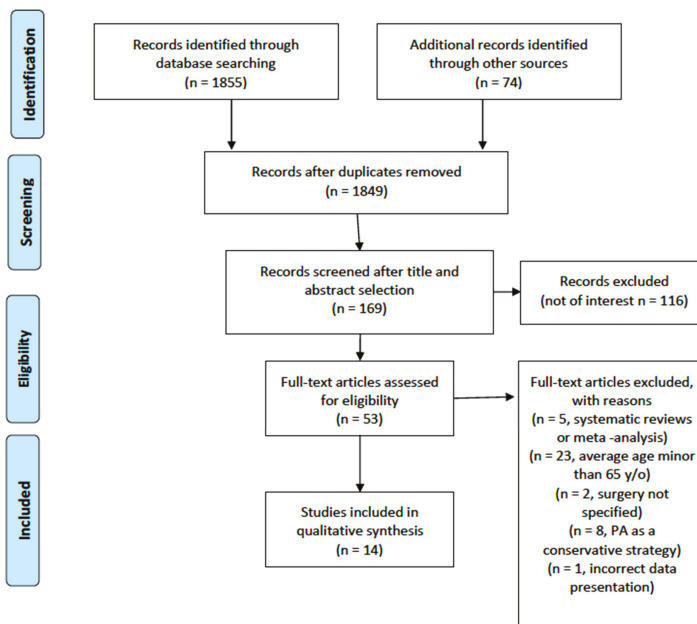 Identification
Records identified through
database searching
(n = 1855)
Additional records identified
through other sources
(n = 74)
Screening
Records after duplicates removed
(n = 1849)
Records screened after title and
abstract selection
(n = 169)
Records excluded
(not of interest n = 116)
Eligibility
Full-text articles assessed
for eligibility
(n = 53)
Full-text articles excluded,
with reasons
(n = 5, systematic reviews
or meta -analysis)
(n = 23, average age minor
than 65 y/o)
(n = 2, surgery not
specified)
(n = 8, PA as a
conservative strategy)
(n = 1, incorrect data
presentation)
Included
Studies included in
qualitative synthesis
(n = 14)